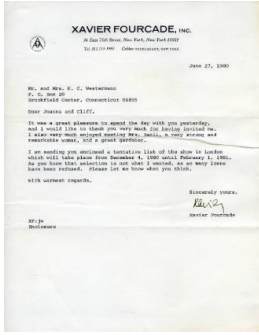 XAVIER FOURCADE, INC.
36 East 75th Street, New York, New York 10021
June 27, 1980
Mr. and Mrs. H. C. Westermann
P. O. Box 28
Brookfield Center, Connecticut 06805
Dear Joanna and Cliff,
It was a great pleasure to spend the day with you yesterday,
and I would like to thank you very much for having invited me.
I also very much enjoyed meeting Mrs. a very strong and
remarkable woman, and a great gardener.
I am sending you enclosed a tentative list of the show in London
which will take place from December 4, 1980 until February 1, 1981.
As you know that selection is not what I wanted, as so many loans
have been refused. Please let me know what you think,
with warmest regards,
Sincerely yours,
Xavier Fourcade
XF:jw
Enclosure